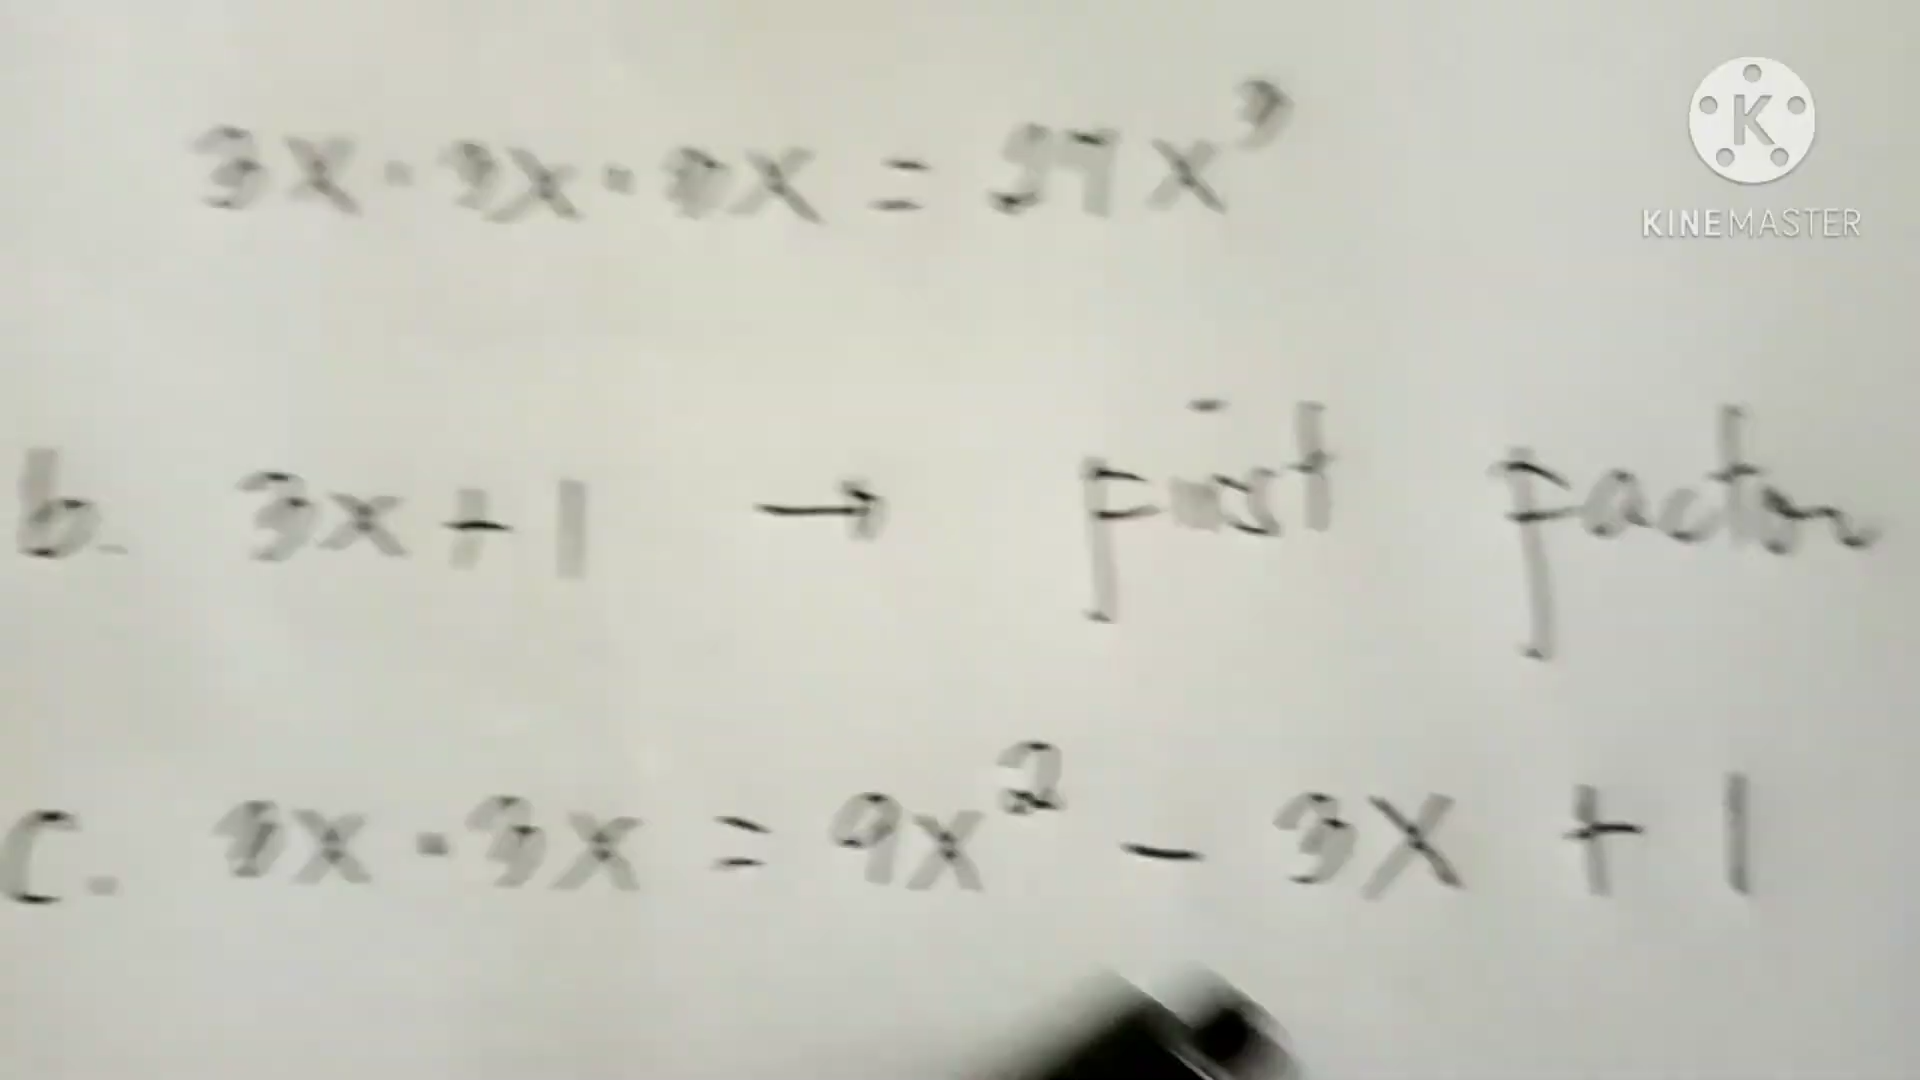 3x · 3x · 3x = 27x³
K
KINEMASTER
b. 3x + 1 → First Factor
c. 3x · 3x = 9x² - 3x + 1